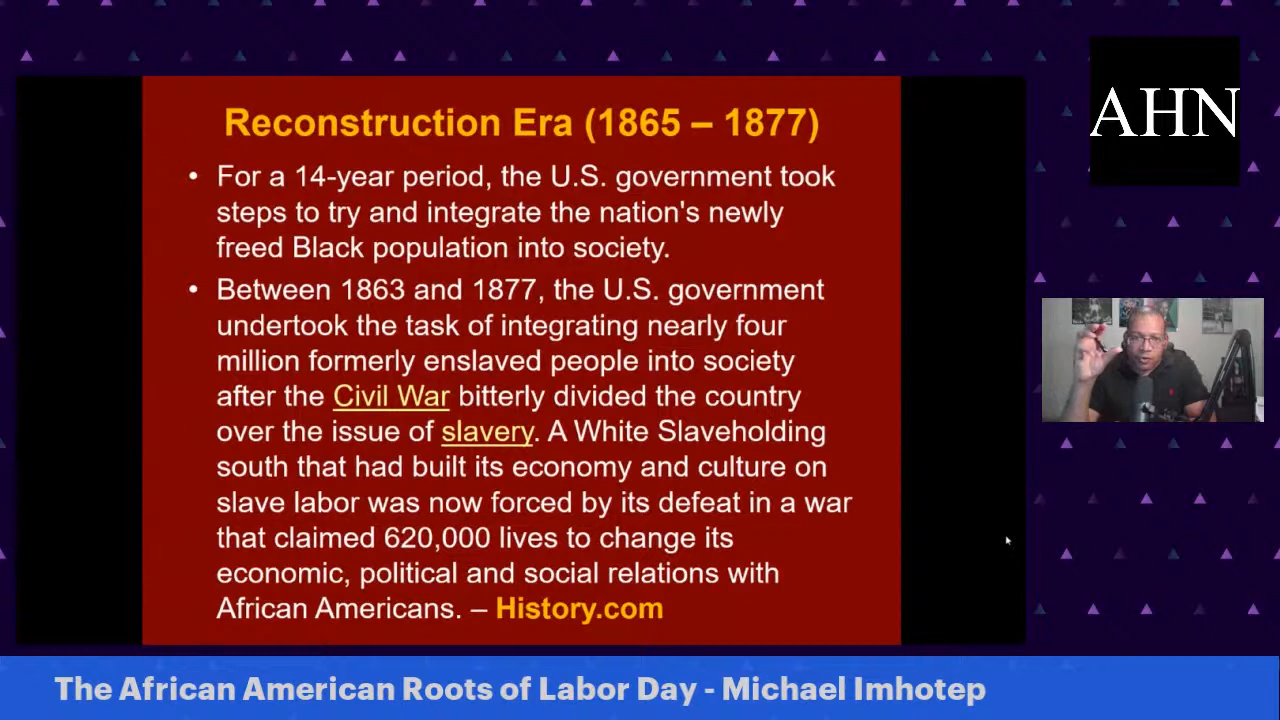 AHN
Reconstruction Era (1865 – 1877)
• For a 14-year period, the U.S. government took
steps to try and integrate the nation's newly
freed Black population into society.
• Between 1863 and 1877, the U.S. government
undertook the task of integrating nearly four
million formerly enslaved people into society
after the Civil War bitterly divided the country
over the issue of slavery. A White Slaveholding
south that had built its economy and culture on
slave labor was now forced by its defeat in a war
that claimed 620,000 lives to change its
economic, political and social relations with
African Americans. – History.com
The African American Roots of Labor Day - Michael Imhotep